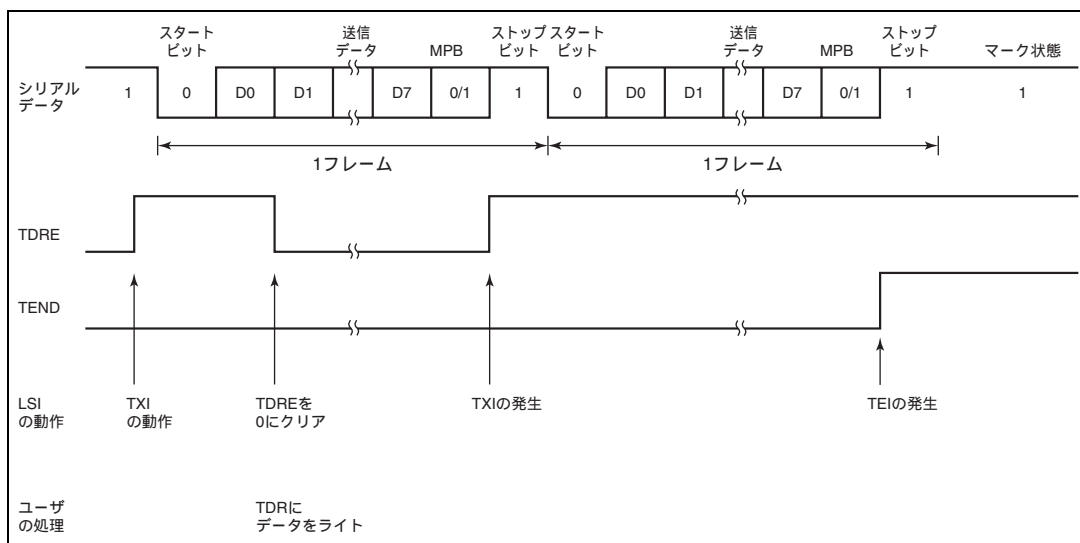 スタート
ビット
送信
データ
MPB
ストップ
ビット
スタート
ビット
送信
データ
MPB
ストップ
ビット
マーク状態
シリアル
データ
1 0 D0 D1 D7 0/1 1 0 D0 D1 D7 0/1 1 1
1フレーム 1フレーム
TDRE
TEND
LSI
の動作
TXI
の動作
TDREを
0にクリア
TXIの発生
TEIの発生
ユーザ
の処理
TDRに
データをライト